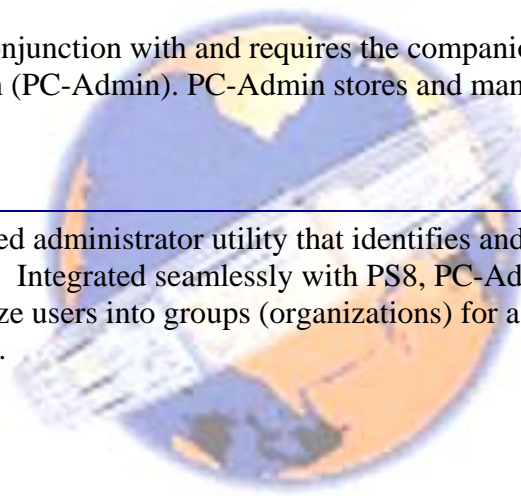 onjunction with and requires the companio
n (PC-Admin). PC-Admin stores and man
ed administrator utility that identifies and
Integrated seamlessly with PS8, PC-Ad
ze users into groups (organizations) for a
.